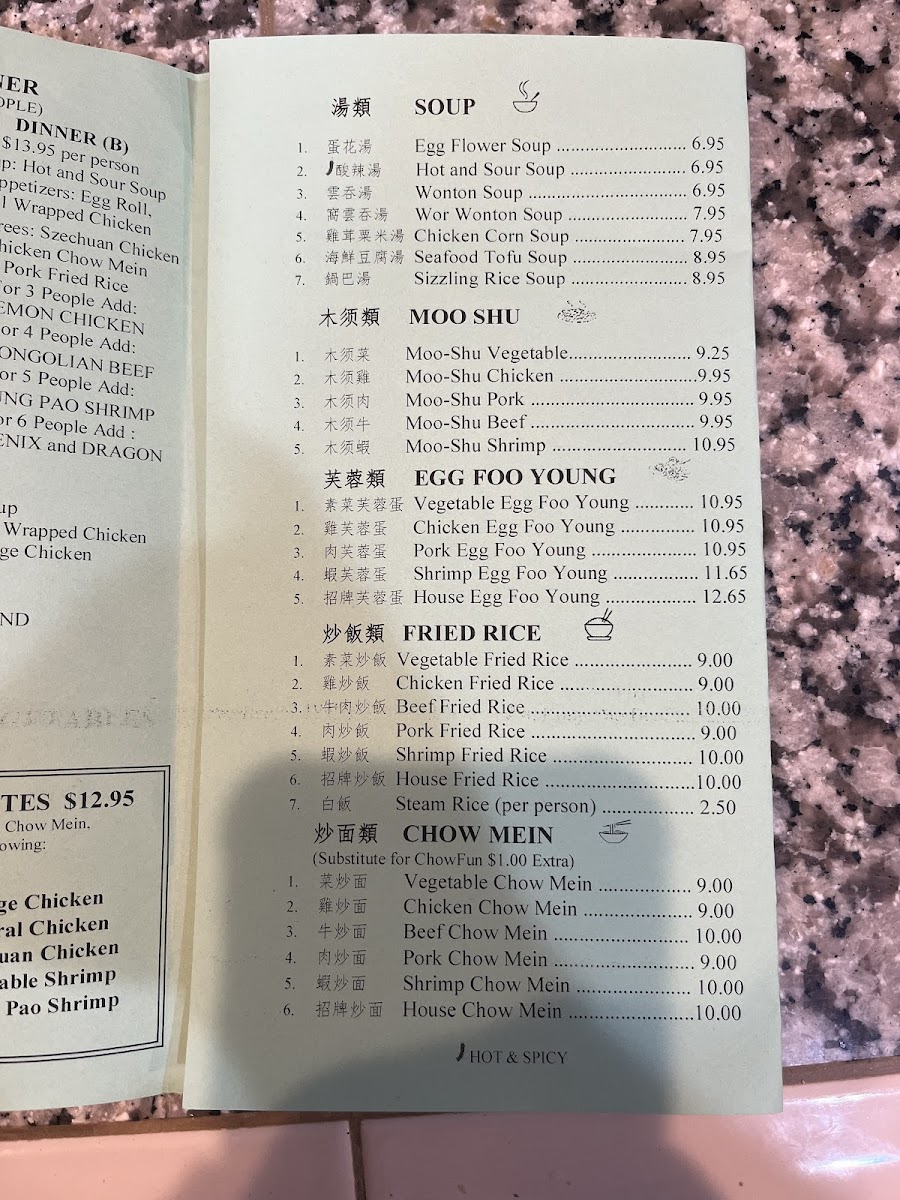 NER
OPLE)
DINNER (B)
$13.95 per person
up: Hot and Sour Soup
ppetizers: Egg Roll,
l Wrapped Chicken
rees: Szechuan Chicken
hicken Chow Mein
Pork Fried Rice
For 3 People Add:
EMON CHICKEN
or 4 People Add:
ONGOLIAN BEEF
or 5 People Add:
UNG PAO SHRIMP
or 6 People Add :
ENIX and DRAGON
up
Wrapped Chicken
ge Chicken
ND
TES $12.95
Chow Mein,
owing:
ge Chicken
ral Chicken
uan Chicken
able Shrimp
Pao Shrimp
湯類 SOUP
1. 蛋花湯 Egg Flower Soup ........................... 6.95
2. 酸辣湯 Hot and Sour Soup ........................ 6.95
3. 雲吞湯 Wonton Soup .................................. 6.95
4. 窩雲吞湯 Wor Wonton Soup ......................... 7.95
5. 雞茸粟米湯 Chicken Corn Soup ....................... 7.95
6. 海鮮豆腐湯 Seafood Tofu Soup ........................ 8.95
7. 鍋巴湯 Sizzling Rice Soup ........................ 8.95
木须類 MOO SHU
1. 木须菜 Moo-Shu Vegetable......................... 9.25
2. 木须雞 Moo-Shu Chicken ............................9.95
3. 木须肉 Moo-Shu Pork ................................. 9.95
4. 木须牛 Moo-Shu Beef ................................. 9.95
5. 木须蝦 Moo-Shu Shrimp ............................. 10.95
芙蓉類 EGG FOO YOUNG
1. 素菜芙蓉蛋 Vegetable Egg Foo Young ............ 10.95
2. 雞芙蓉蛋 Chicken Egg Foo Young ................ 10.95
3. 肉芙蓉蛋 Pork Egg Foo Young ...................... 10.95
4. 蝦芙蓉蛋 Shrimp Egg Foo Young .................. 11.65
5. 招牌芙蓉蛋 House Egg Foo Young ................... 12.65
炒飯類 FRIED RICE
1. 素菜炒飯 Vegetable Fried Rice ........................ 9.00
2. 雞炒飯 Chicken Fried Rice ........................... 9.00
3. 牛肉炒飯 Beef Fried Rice ................................. 10.00
4. 肉炒飯 Pork Fried Rice ................................. 9.00
5. 蝦炒飯 Shrimp Fried Rice ............................ 10.00
6. 招牌炒飯 House Fried Rice ...............................10.00
7. 白飯 Steam Rice (per person) ................... 2.50
炒面類 CHOW MEIN
(Substitute for ChowFun $1.00 Extra)
1. 菜炒面 Vegetable Chow Mein ................... 9.00
2. 雞炒面 Chicken Chow Mein ...................... 9.00
3. 牛炒面 Beef Chow Mein ........................... 10.00
4. 肉炒面 Pork Chow Mein ............................ 9.00
5. 蝦炒面 Shrimp Chow Mein ....................... 10.00
6. 招牌炒面 House Chow Mein .........................10.00
HOT & SPICY